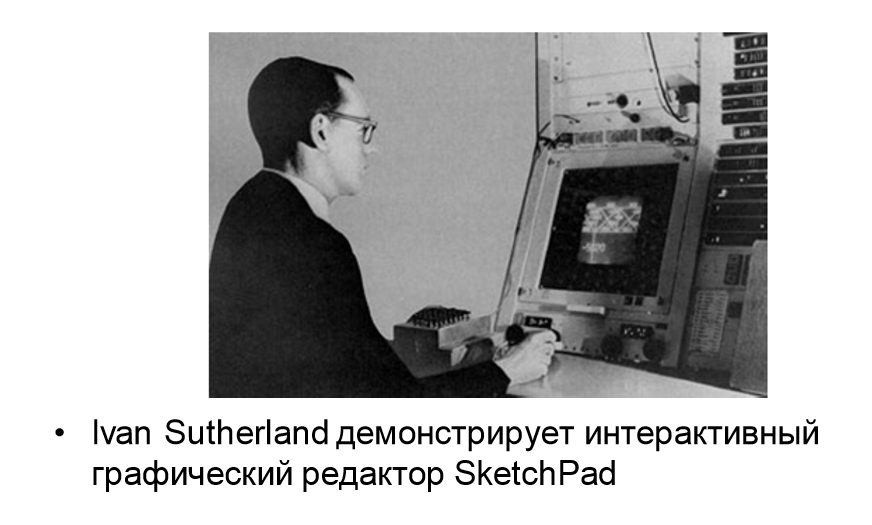 • Ivan Sutherland демонстрирует интерактивный
графический редактор SketchPad